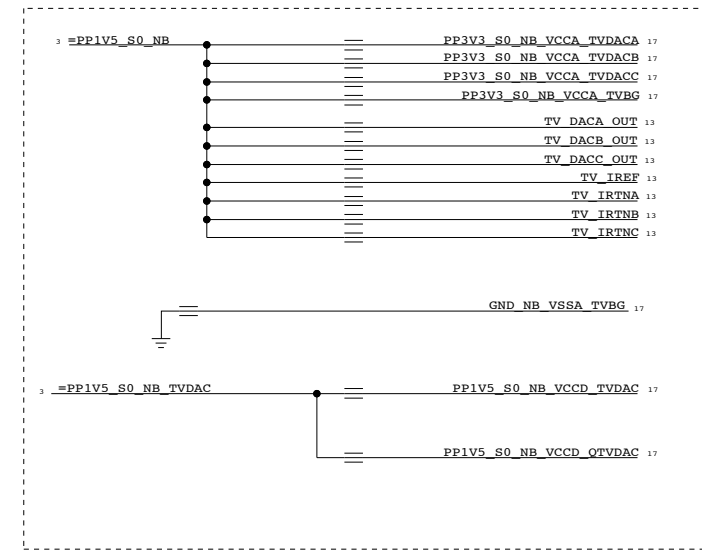 3 =PP1V5_S0_NB PP3V3_S0_NB_VCCA_TVDACA 17
PP3V3_S0_NB_VCCA_TVDACB 17
PP3V3_S0_NB_VCCA_TVDACC 17
PP3V3_S0_NB_VCCA_TVBG 17
TV_DACA_OUT 13
TV_DACB_OUT 13
TV_DACC_OUT 13
TV_IREF 13
TV_IRTNA 13
TV_IRTNB 13
TV_IRTNC 13
GND_NB_VSSA_TVBG 17
3 =PP1V5_S0_NB_TVDAC PP1V5_S0_NB_VCCD_TVDAC 17
PP1V5_S0_NB_VCCD_QTVDAC 17